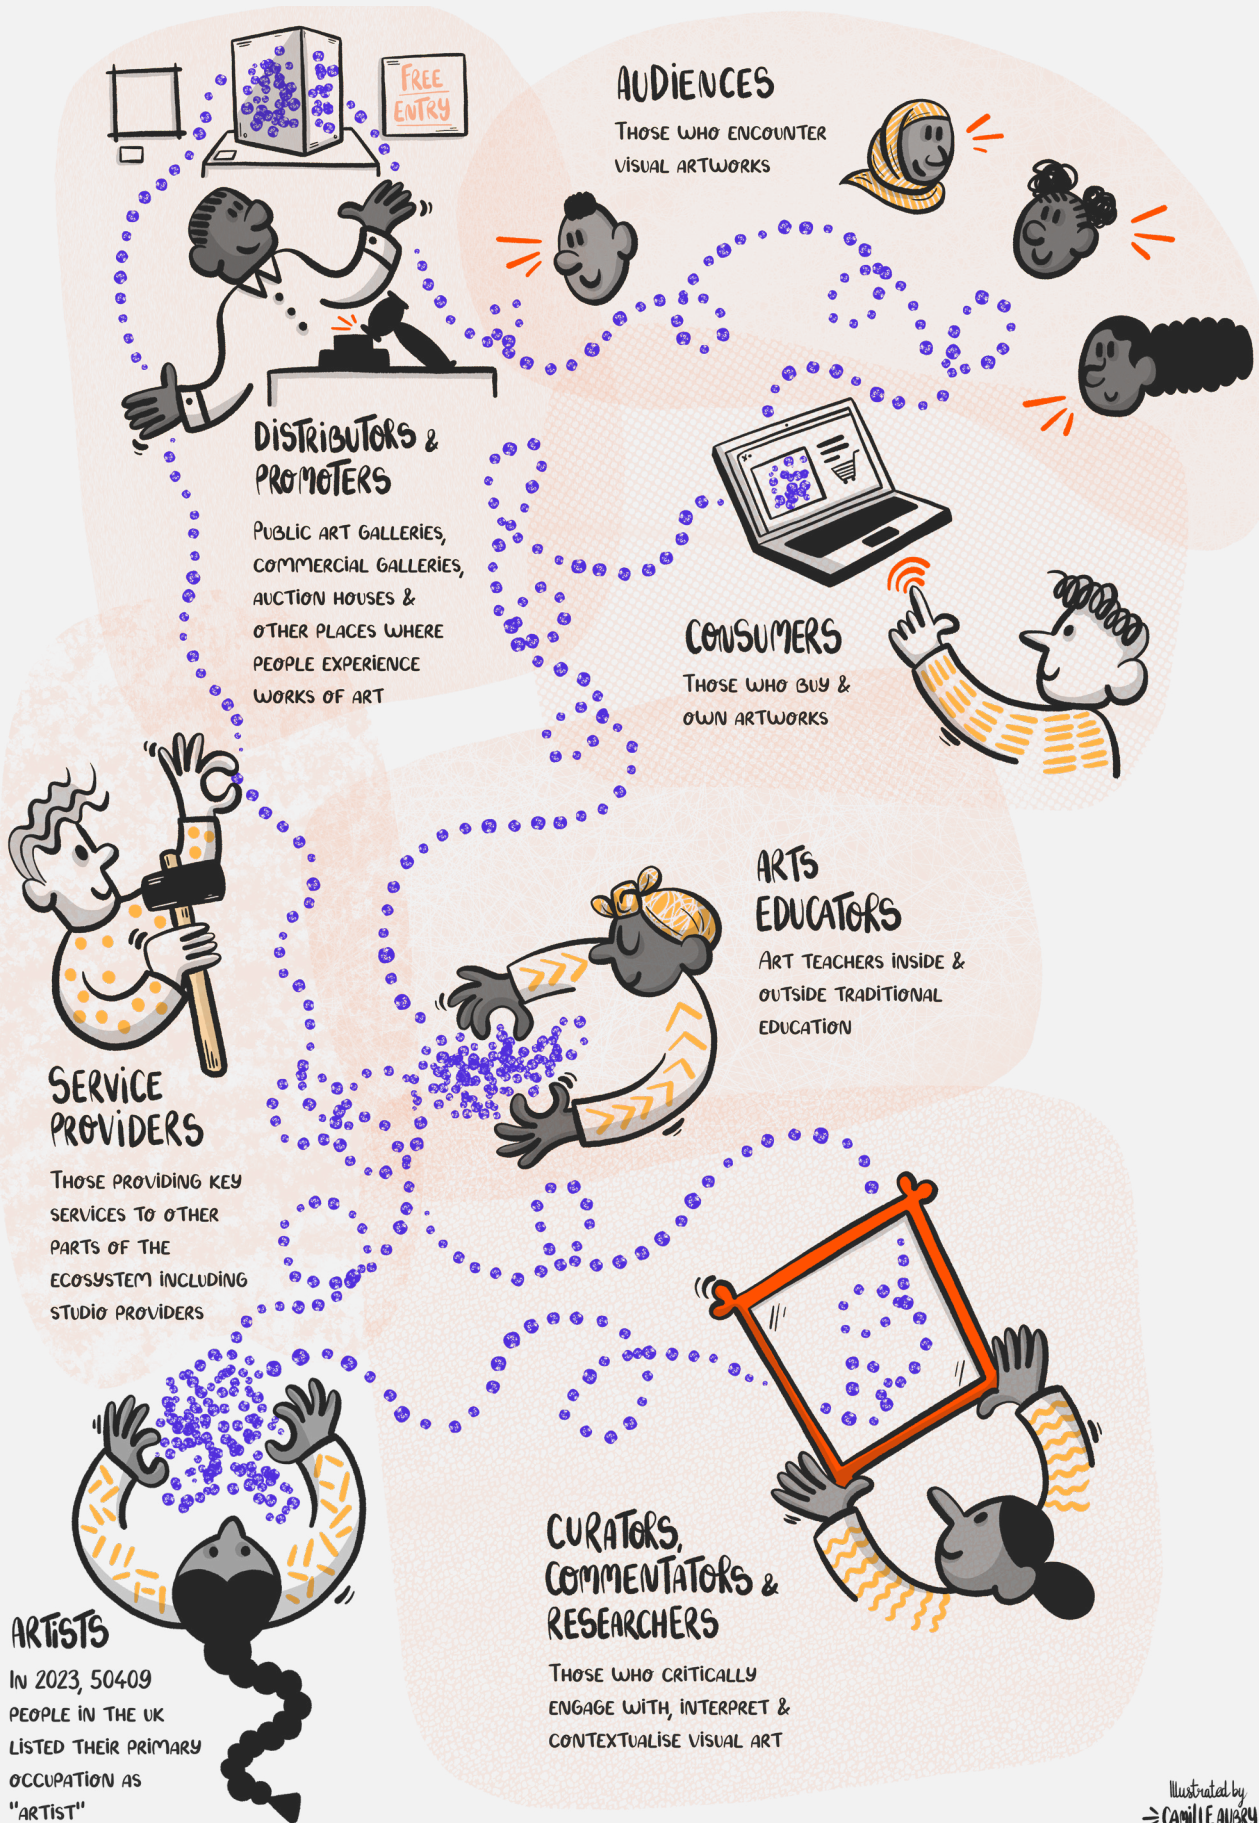 FREE
ENTRY
AUDIENCES
THOSE WHO ENCOUNTER
VISUAL ARTWORKS
DISTRIBUTORS &
PROMOTERS
PUBLIC ART GALLERIES,
COMMERCIAL GALLERIES,
AUCTION HOUSES &
OTHER PLACES WHERE
PEOPLE EXPERIENCE
WORKS OF ART
CONSUMERS
THOSE WHO BUY &
OWN ARTWORKS
ARTS
EDUCATORS
ART TEACHERS INSIDE &
OUTSIDE TRADITIONAL
EDUCATION
SERVICE
PROVIDERS
THOSE PROVIDING KEY
SERVICES TO OTHER
PARTS OF THE
ECOSYSTEM INCLUDING
STUDIO PROVIDERS
CURATORS,
COMMENTATORS &
RESEARCHERS
THOSE WHO CRITICALLY
ENGAGE WITH, INTERPRET &
CONTEXTUALISE VISUAL ART
ARTISTS
IN 2023, 50409
PEOPLE IN THE UK
LISTED THEIR PRIMARY
OCCUPATION AS
"ARTIST"
Illustrated by
CAMILLE AUBRY